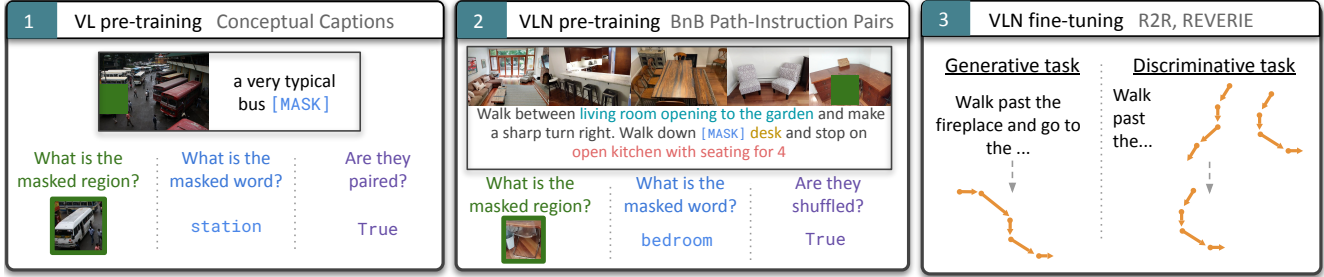 1 VL pre-training Conceptual Captions
a very typical
bus [MASK]
What is the
masked region?
What is the
masked word?
station
Are they
paired?
True
2 VLN pre-training BnB Path-Instruction Pairs
Walk between living room opening to the garden and make
a sharp turn right. Walk down [MASK] desk and stop on
open kitchen with seating for 4
What is the
masked region?
What is the
masked word?
bedroom
Are they
shuffled?
True
3 VLN fine-tuning R2R, REVERIE
Generative task
Walk past the
fireplace and go to
the ...
Discriminative task
Walk
past
the...